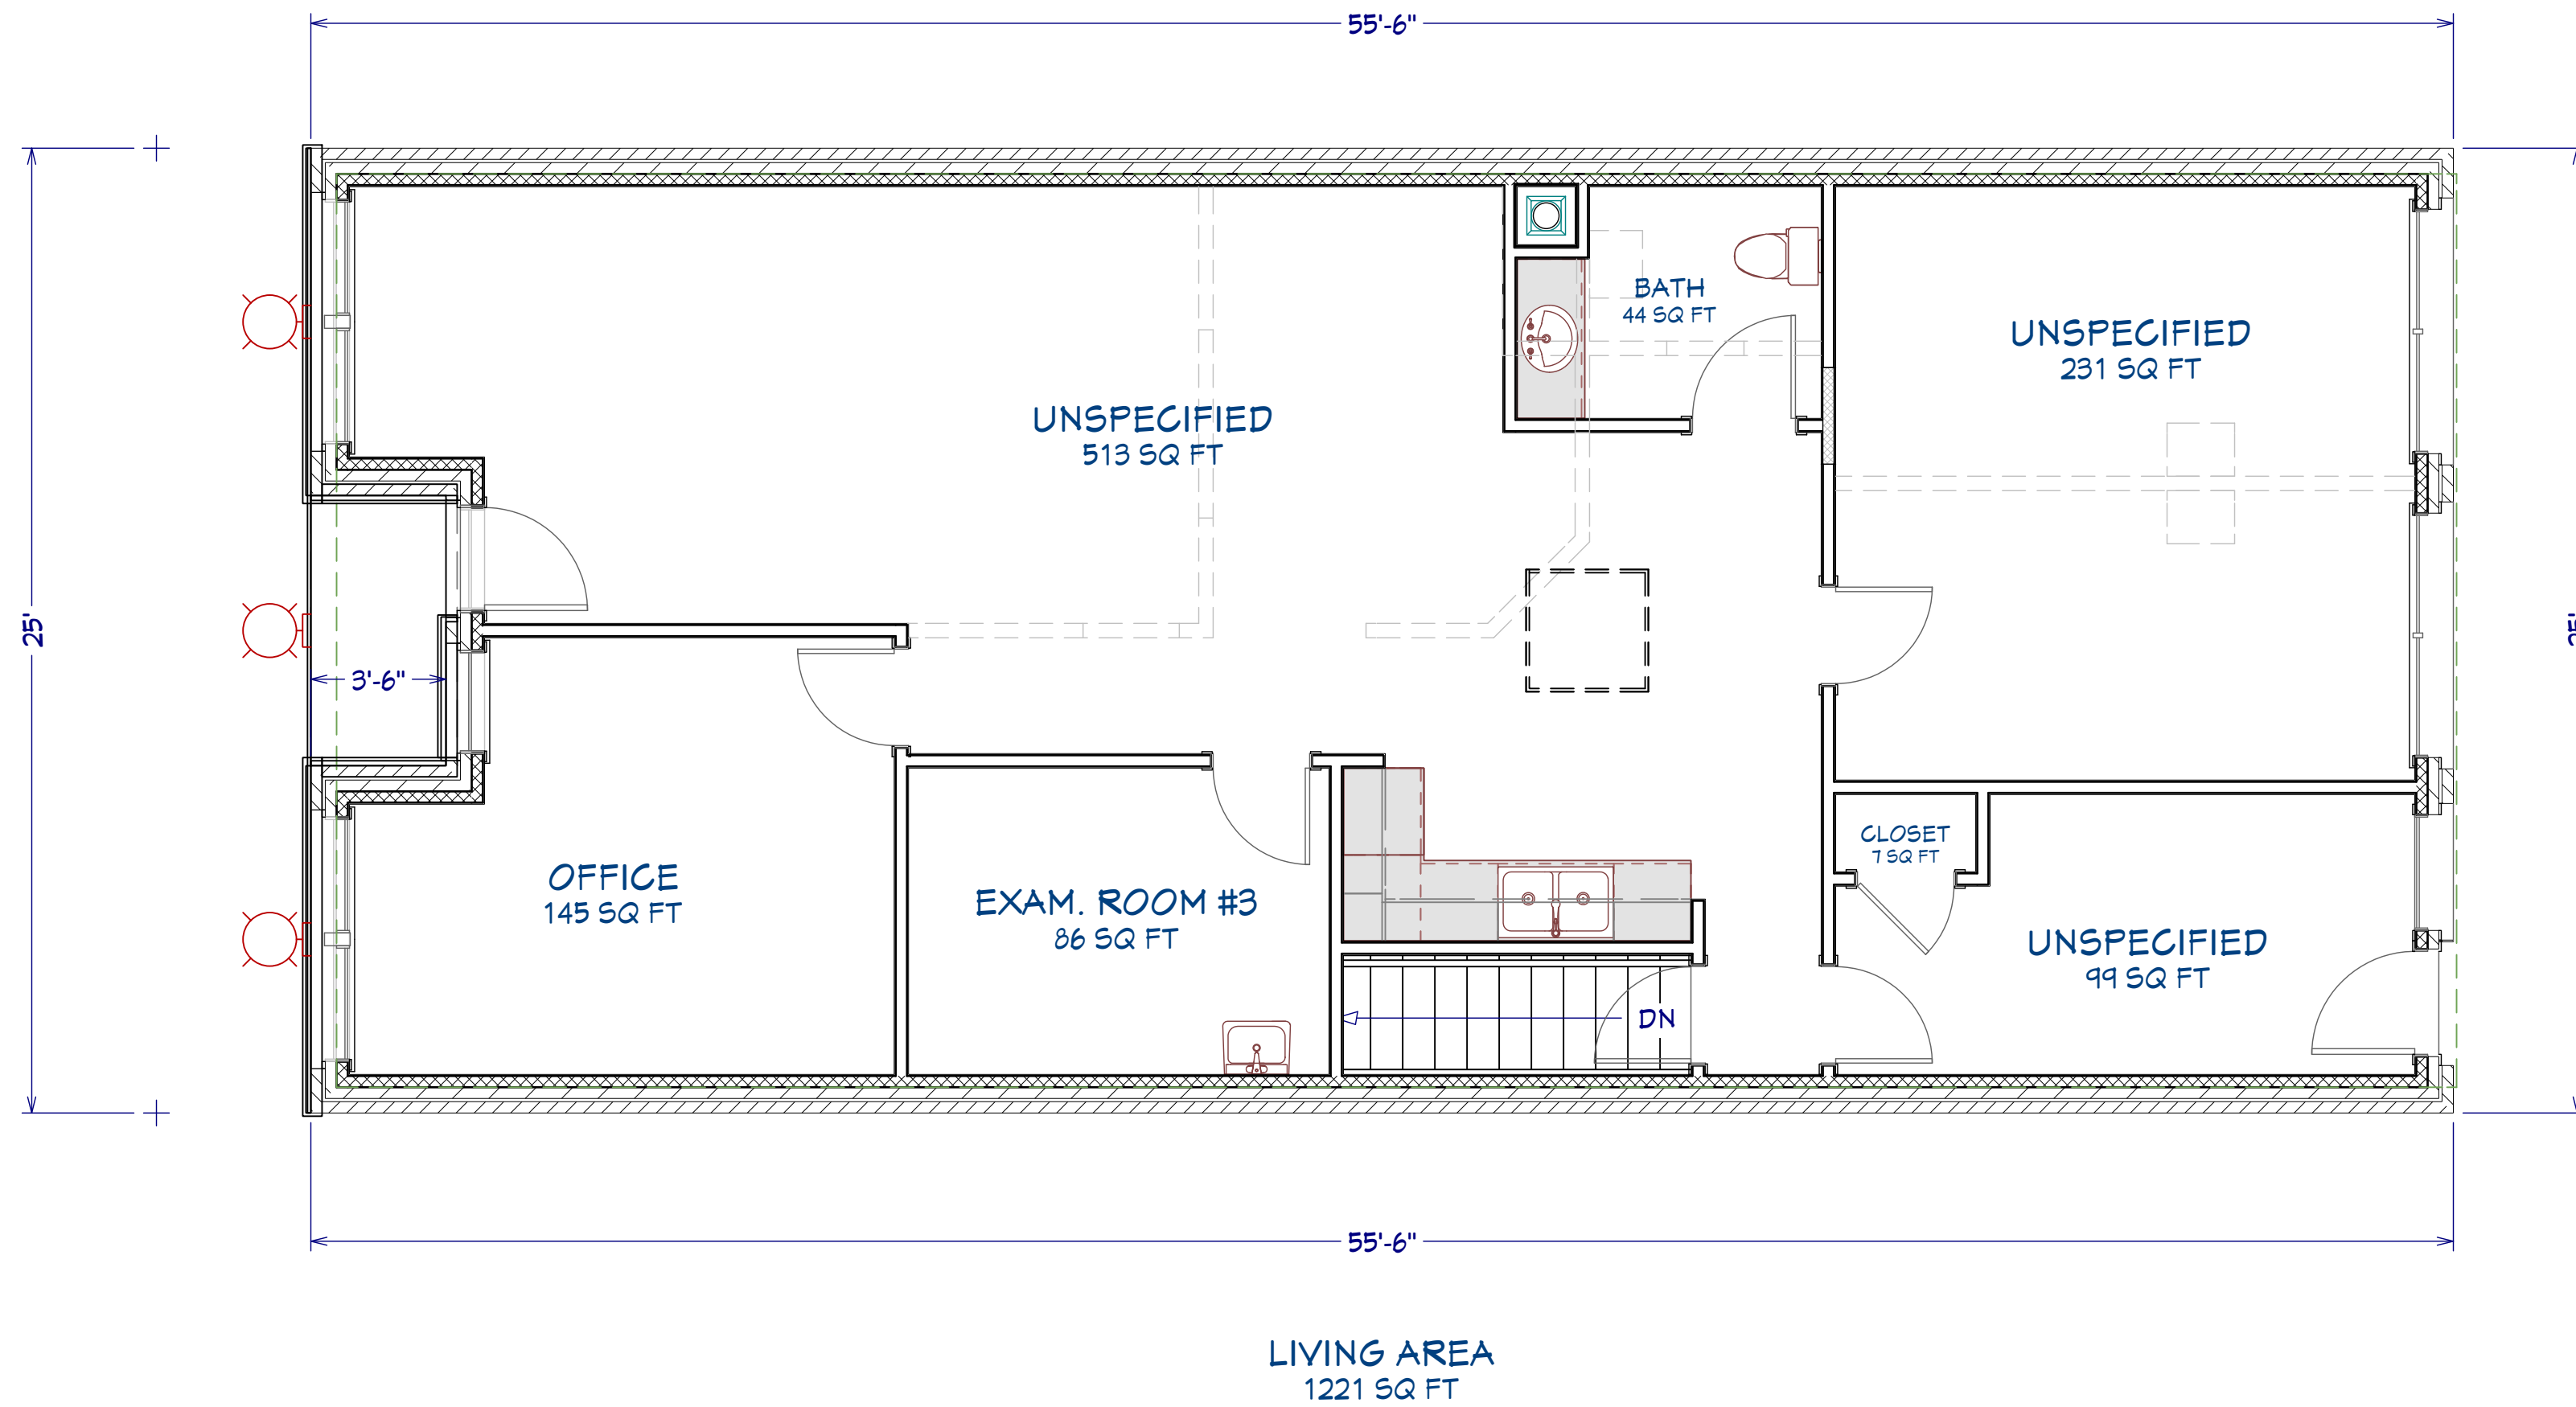 55'-6"
BATH
44 SQ FT
UNSPECIFIED
231 SQ FT
UNSPECIFIED
513 SQ FT
25'
25'
3'-6"
CLOSET
7 SQ FT
OFFICE
145 SQ FT
EXAM. ROOM #3
86 SQ FT
UNSPECIFIED
99 SQ FT
DN
55'-6"
LIVING AREA
1221 SQ FT